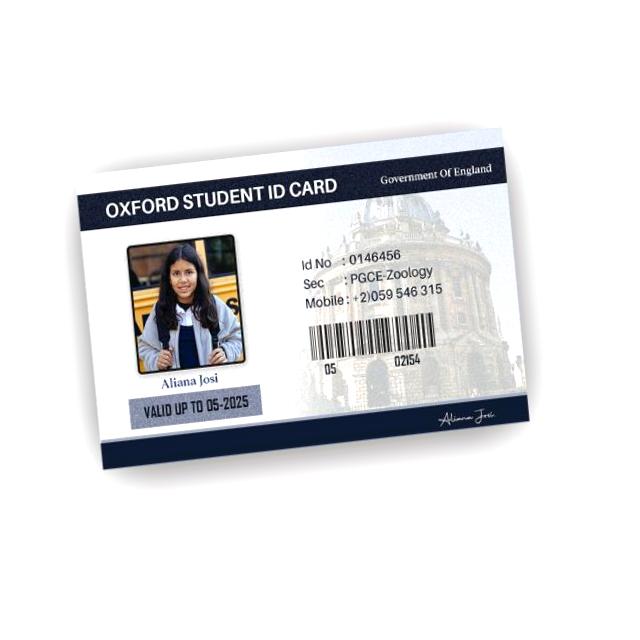 OXFORD STUDENT ID CARD
Government Of England
Id No : 0146456
Sec : PGCE-Zoology
Mobile : +2)059 546 315
05 02154
Aliana Josi
VALID UP TO 05-2025
Aliana Josi